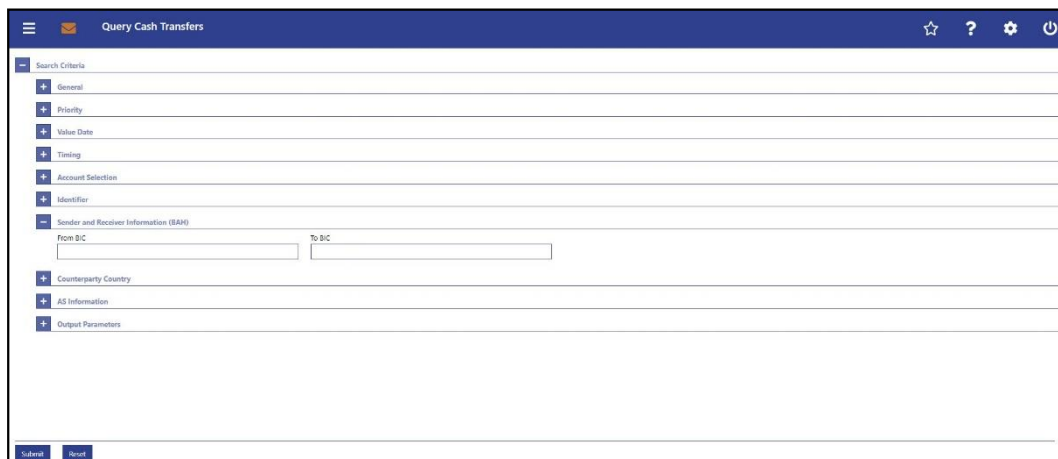 Query Cash Transfers
?
Search Criteria
General
Priority
Value Date
Timing
Account Selection
Identifier
Sender and Receiver Information (BAH)
From BIC To BIC
Counterparty Country
AS Information
Output Parameters
Submit Reset